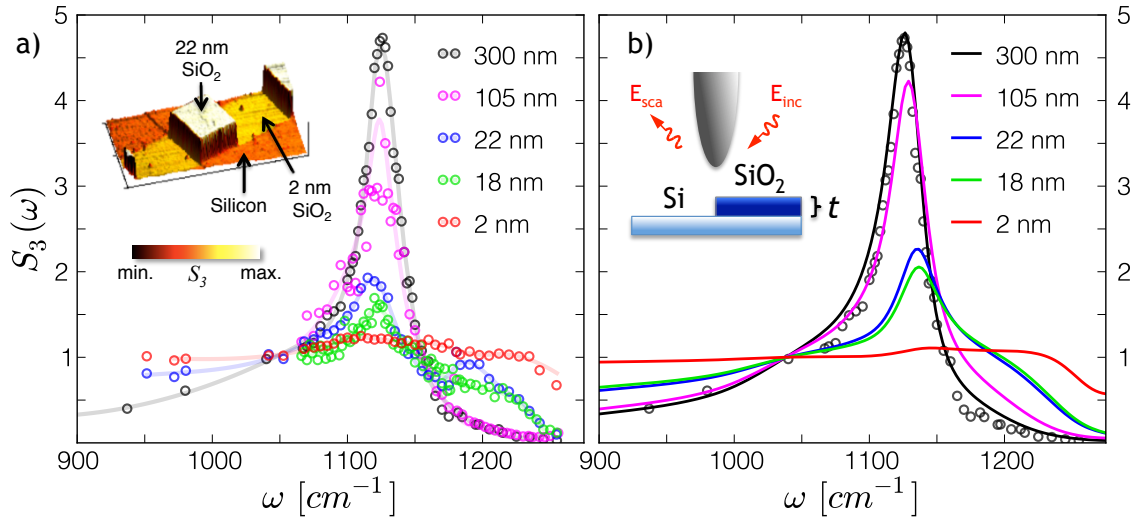 a)
22 nm
SiO₂
Silicon
2 nm
SiO₂
min.
S₃
max.
300 nm
105 nm
22 nm
18 nm
2 nm
S₃(ω)
5
4
3
2
1
900
1000
1100
1200
ω [cm⁻¹]
b)
E_sca
E_inc
Si
SiO₂
t
300 nm
105 nm
22 nm
18 nm
2 nm
5
4
3
2
1
900
1000
1100
1200
ω [cm⁻¹]